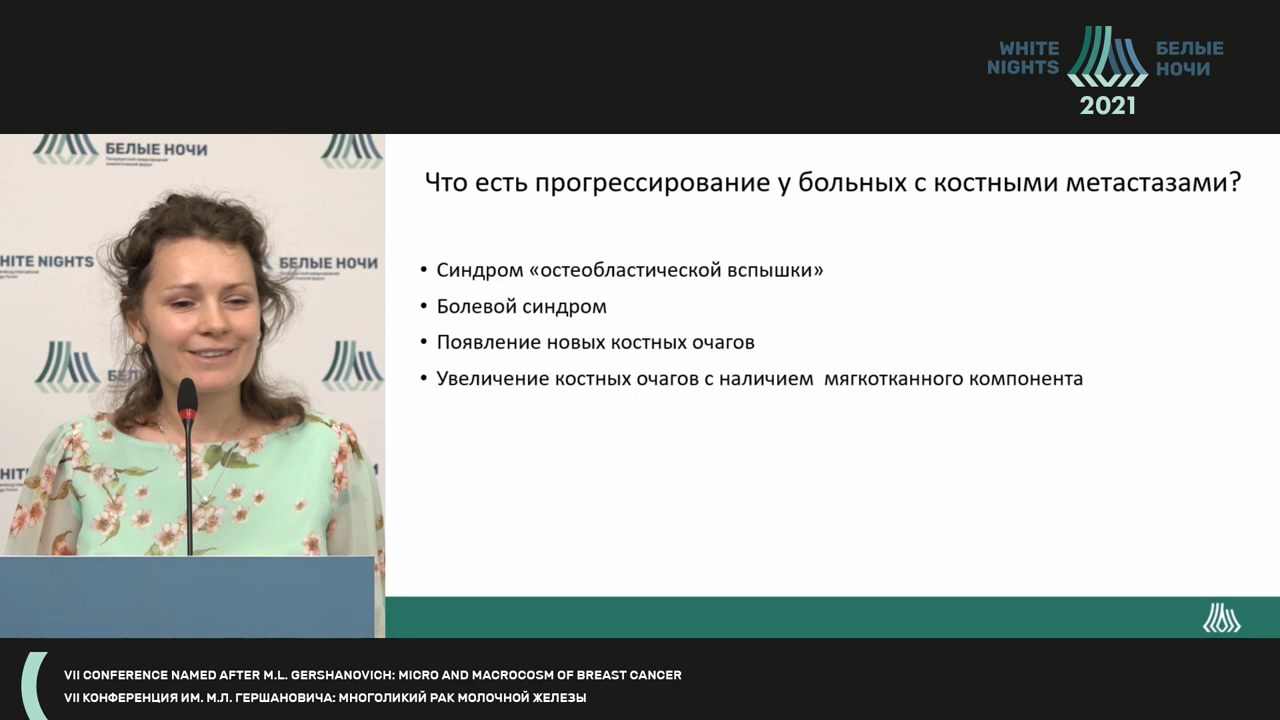 WHITE
NIGHTS
БЕЛЫЕ
НОЧИ
2021
БЕЛЫЕ НОЧИ
HITE NIGHTS
БЕЛЫЕ НОЧИ
Что есть прогрессирование у больных с костными метастазами?
• Синдром «остеобластической вспышки»
• Болевой синдром
• Появление новых костных очагов
• Увеличение костных очагов с наличием мягкотканного компонента
VII CONFERENCE NAMED AFTER M.L. GERSHANOVICH: MICRO AND MACROCOSM OF BREAST CANCER
VII КОНФЕРЕНЦИЯ ИМ. М.Л. ГЕРШАНОВИЧА: МНОГОЛИКИЙ РАК МОЛОЧНОЙ ЖЕЛЕЗЫ